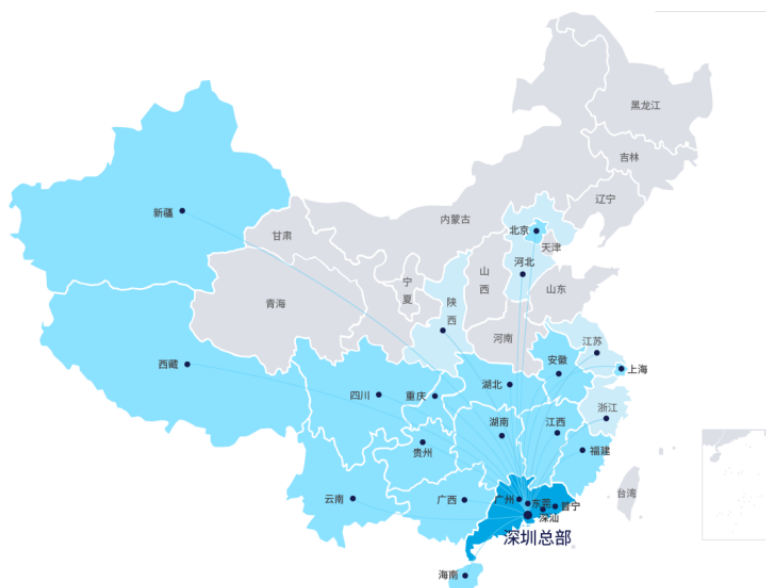 黑龙江
吉林
辽宁
内蒙古
新疆
甘肃
北京
天津
河北
山西
宁夏
陕西
山东
青海
河南
江苏
西藏
安徽
上海
湖北
四川
重庆
浙江
湖南
江西
贵州
福建
台湾
云南
广西
广州
东莞
普宁
深汕
深圳总部
海南